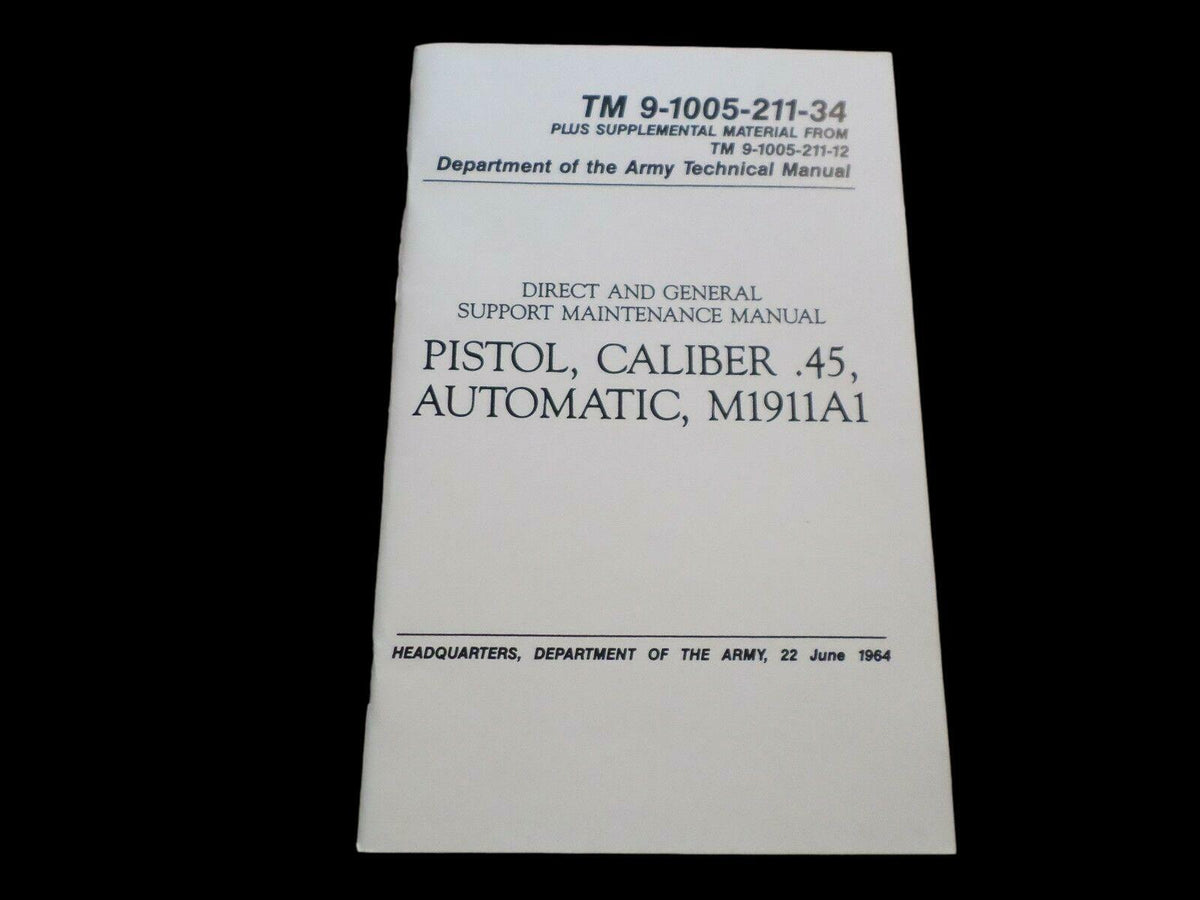 TM 9-1005-211-34
PLUS SUPPLEMENTAL MATERIAL FROM
TM 9-1005-211-12
Department of the Army Technical Manual
DIRECT AND GENERAL
SUPPORT MAINTENANCE MANUAL
PISTOL, CALIBER .45,
AUTOMATIC, M1911A1
HEADQUARTERS, DEPARTMENT OF THE ARMY, 22 June 1964